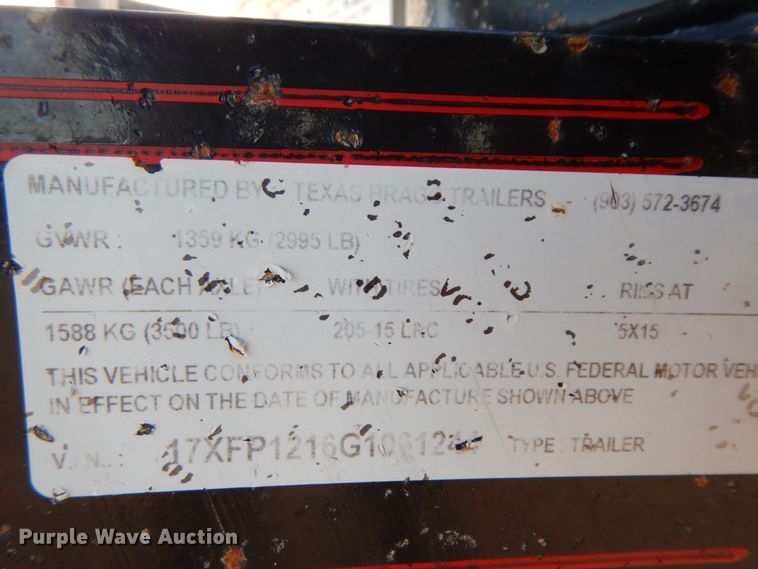 MANUFACTURED BY : TEXAS BRAGG TRAILERS - (903) 572-3674
GVWR : 1359 KG (2995 LB)
GAWR (EACH AXLE) WITH TIRES RIMS AT
1588 KG (3500 LB) 205-15 LRC 5X15
THIS VEHICLE CONFORMS TO ALL APPLICABLE U.S. FEDERAL MOTOR VEH
IN EFFECT ON THE DATE OF MANUFACTURE SHOWN ABOVE
V.I.N.: TYPE : TRAILER
Purple Wave Auction